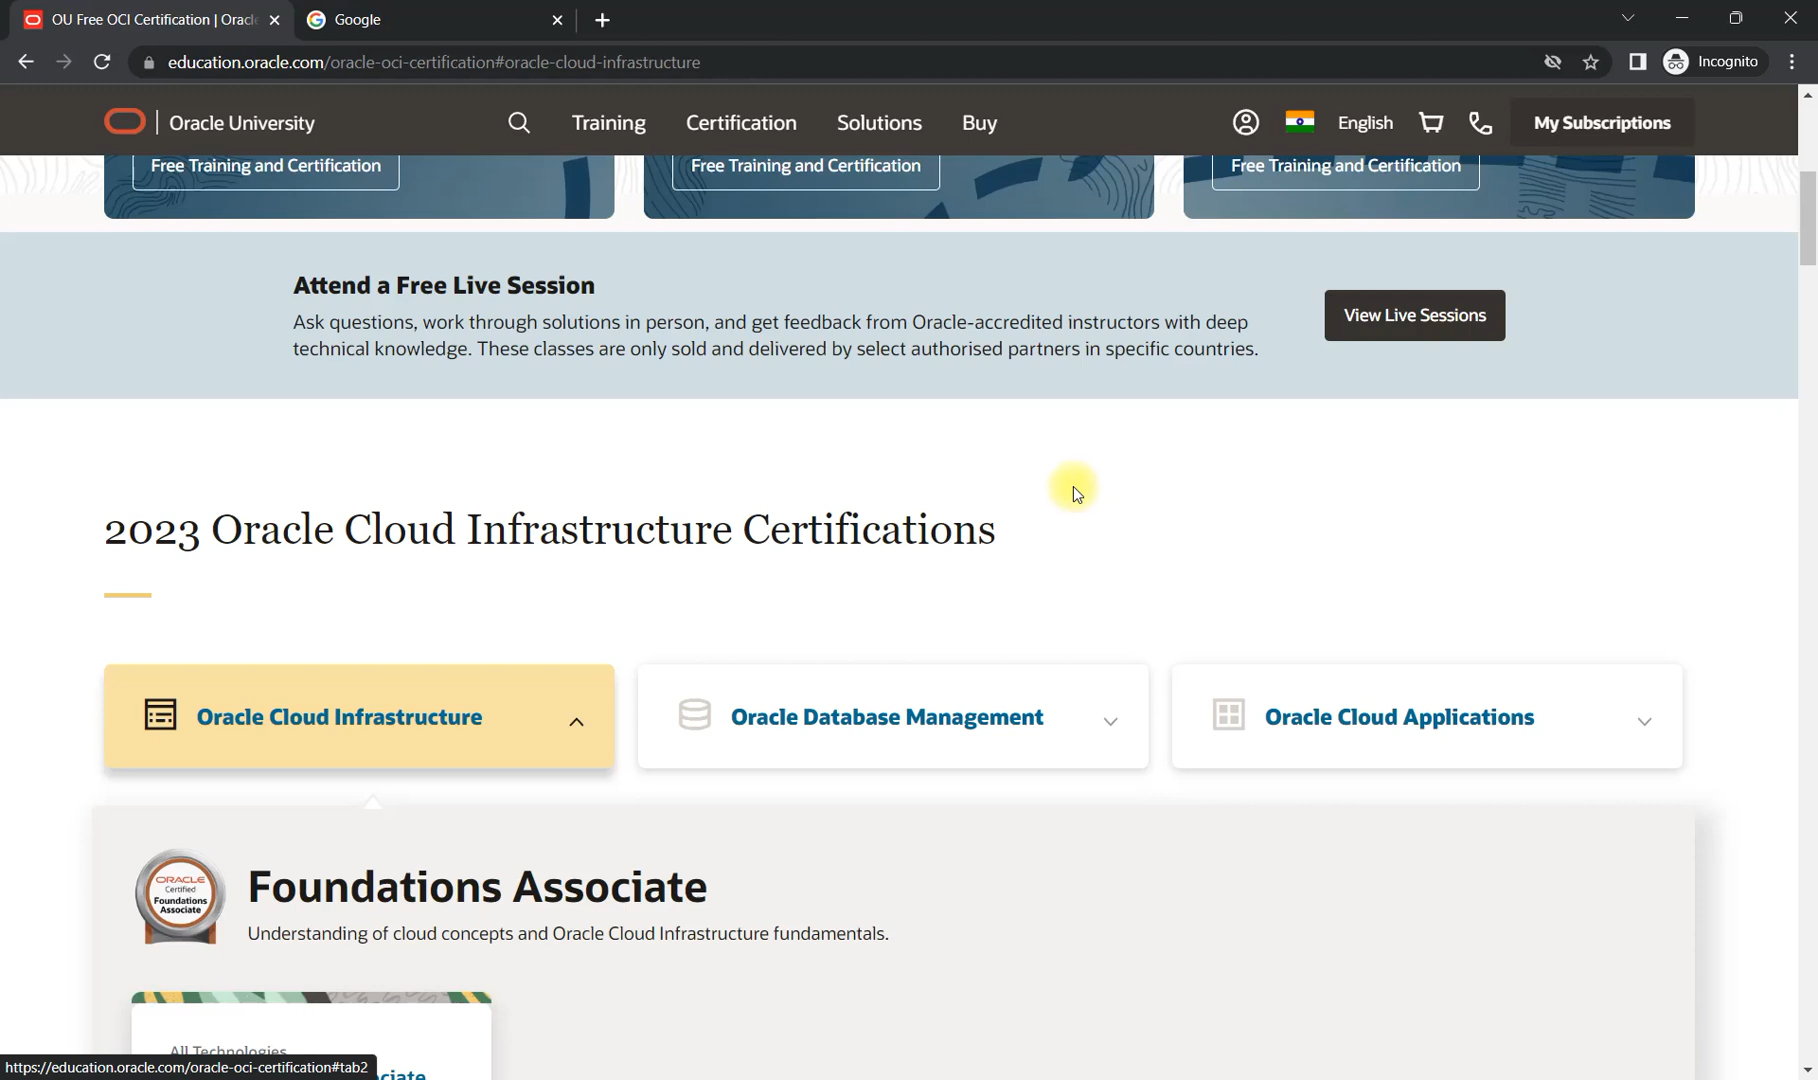 OU Free OCI Certification | Oracle
Google
education.oracle.com/oracle-oci-certification#oracle-cloud-infrastructure
Incognito
Oracle University
Training
Certification
Solutions
Buy
English
My Subscriptions
Free Training and Certification
Free Training and Certification
Free Training and Certification
Attend a Free Live Session
Ask questions, work through solutions in person, and get feedback from Oracle-accredited instructors with deep
technical knowledge. These classes are only sold and delivered by select authorised partners in specific countries.
View Live Sessions
2023 Oracle Cloud Infrastructure Certifications
Oracle Cloud Infrastructure
Oracle Database Management
Oracle Cloud Applications
ORACLE
Certified
Foundations
Associate
Foundations Associate
Understanding of cloud concepts and Oracle Cloud Infrastructure fundamentals.
All Technologies
https://education.oracle.com/oracle-oci-certification#tab2